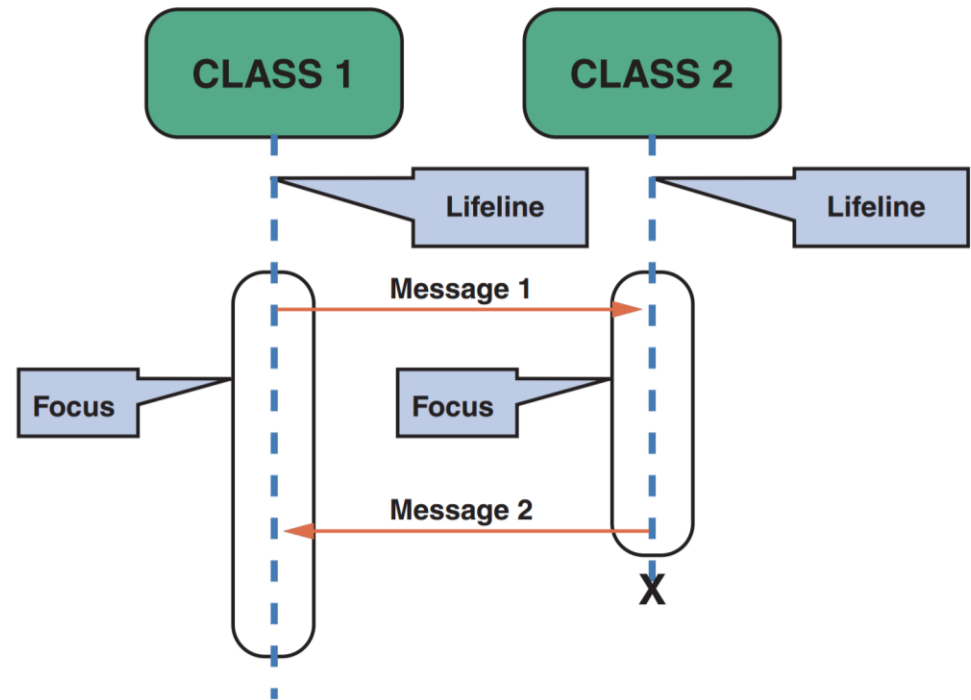 CLASS 1
CLASS 2
Lifeline
Lifeline
Message 1
Focus
Focus
Message 2
X